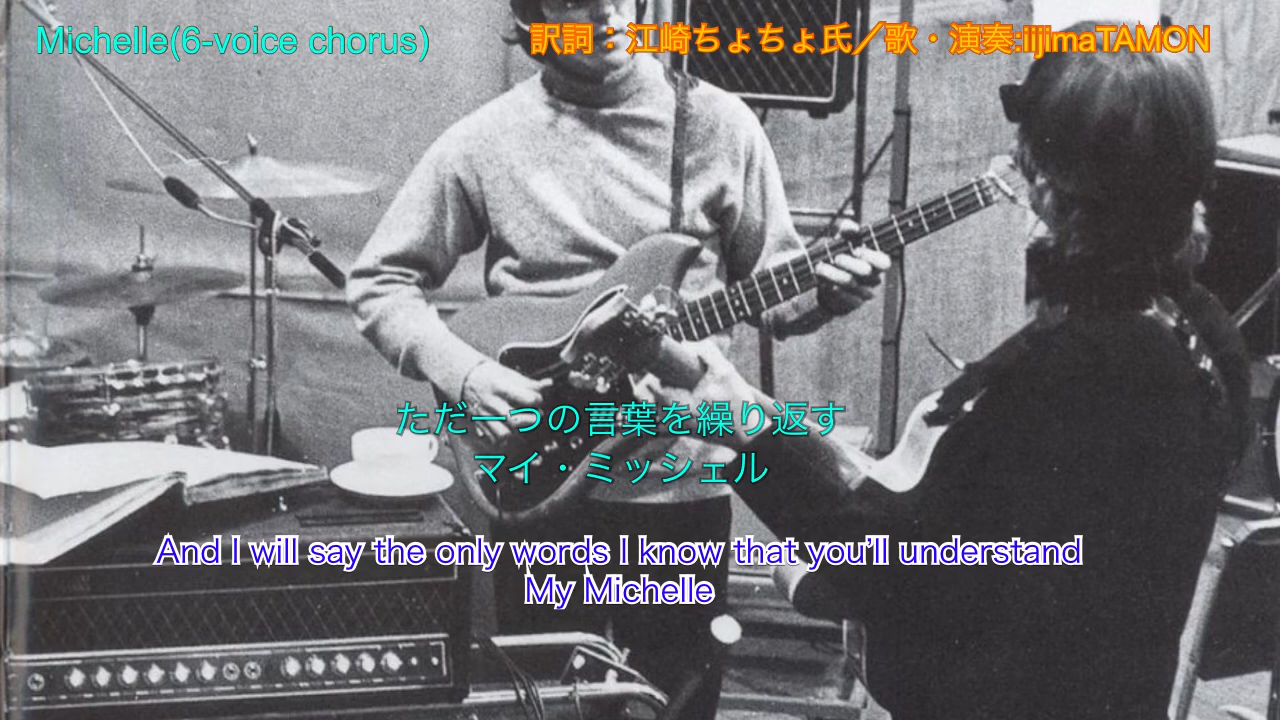 Michelle(6-voice chorus)
訳詞：江崎ちょちょ氏／歌・演奏:iijimaTAMON
ただ一つの言葉を繰り返す
マイ・ミッシェル
And I will say the only words I know that you'll understand
My Michelle